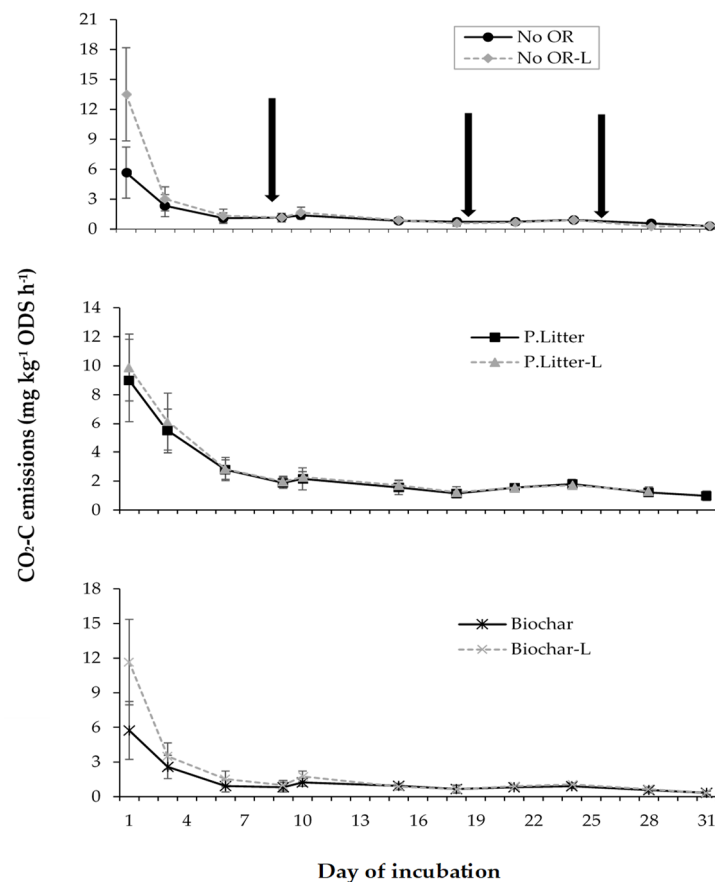 CO₂-C emissions (mg kg⁻¹ ODS h⁻¹)
21
18
15
12
9
6
3
0
No OR
No OR-L
14
12
10
8
6
4
2
0
P.Litter
P.Litter-L
18
15
12
9
6
3
0
Biochar
Biochar-L
1 4 7 10 13 16 19 22 25 28 31
Day of incubation